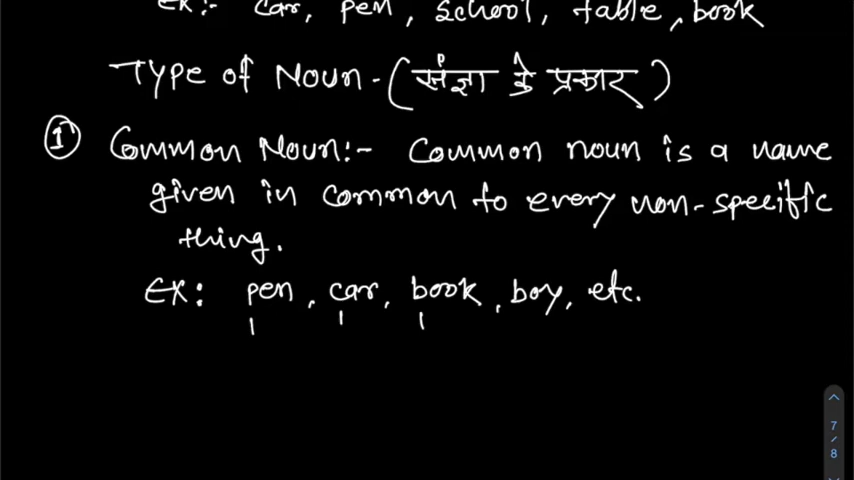 Ex:- car, pen, school, table, book
Type of Noun - (संज्ञा के प्रकार)
① Common Noun:- Common noun is a name
given in common to every non-specific
thing.
Ex: pen, car, book, boy, etc.
7
/
8